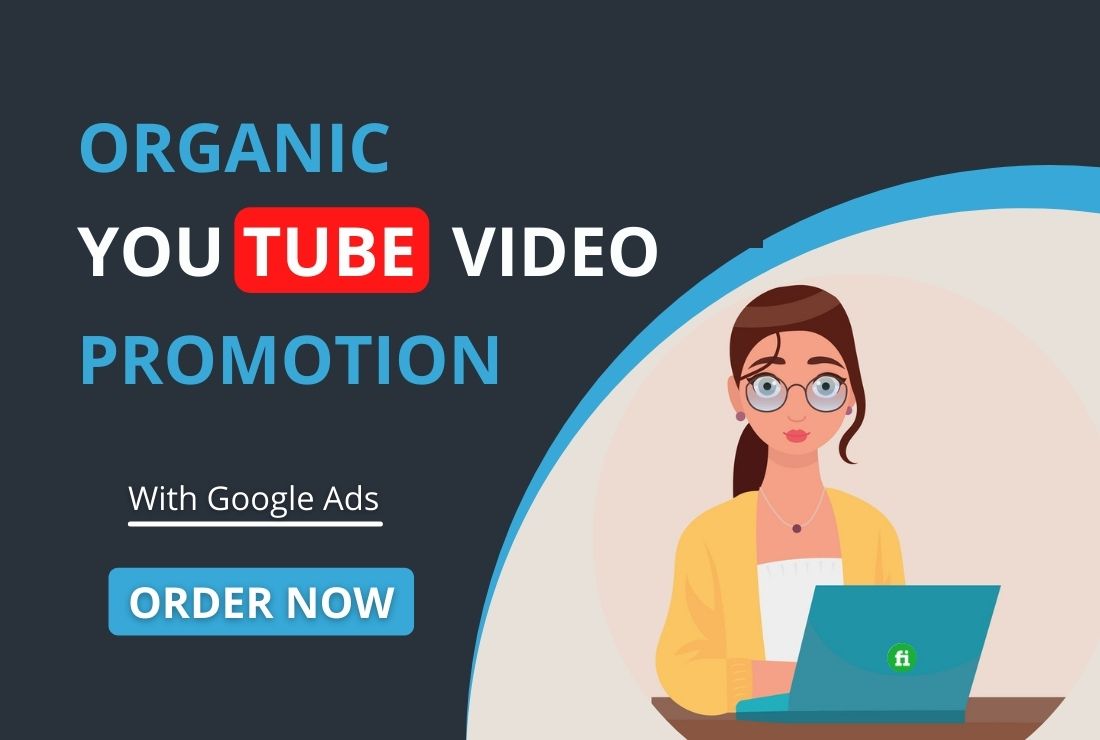 ORGANIC
YOU TUBE VIDEO
PROMOTION
With Google Ads
ORDER NOW
fi